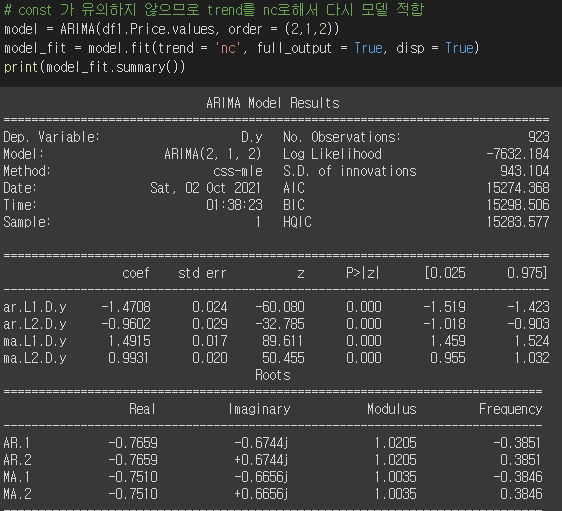 # const 가 유의하지 않으므로 trend를 nc로해서 다시 모델 적합
model = ARIMA(df1.Price.values, order = (2,1,2))
model_fit = model.fit(trend = 'nc', full_output = True, disp = True)
print(model_fit.summary())
ARIMA Model Results
==============================================================================
Dep. Variable: D.y No. Observations: 923
Model: ARIMA(2, 1, 2) Log Likelihood -7632.184
Method: css-mle S.D. of innovations 943.104
Date: Sat, 02 Oct 2021 AIC 15274.368
Time: 01:38:23 BIC 15298.506
Sample: 1 HQIC 15283.577
==============================================================================
coef std err z P>|z| [0.025 0.975]
------------------------------------------------------------------------------
ar.L1.D.y -1.4708 0.024 -60.080 0.000 -1.519 -1.423
ar.L2.D.y -0.9602 0.029 -32.785 0.000 -1.018 -0.903
ma.L1.D.y 1.4915 0.017 89.611 0.000 1.459 1.524
ma.L2.D.y 0.9931 0.020 50.455 0.000 0.955 1.032
Roots
=============================================================================
Real Imaginary Modulus Frequency
-----------------------------------------------------------------------------
AR.1 -0.7659 -0.6744j 1.0205 -0.3851
AR.2 -0.7659 +0.6744j 1.0205 0.3851
MA.1 -0.7510 -0.6656j 1.0035 -0.3846
MA.2 -0.7510 +0.6656j 1.0035 0.3846
-----------------------------------------------------------------------------